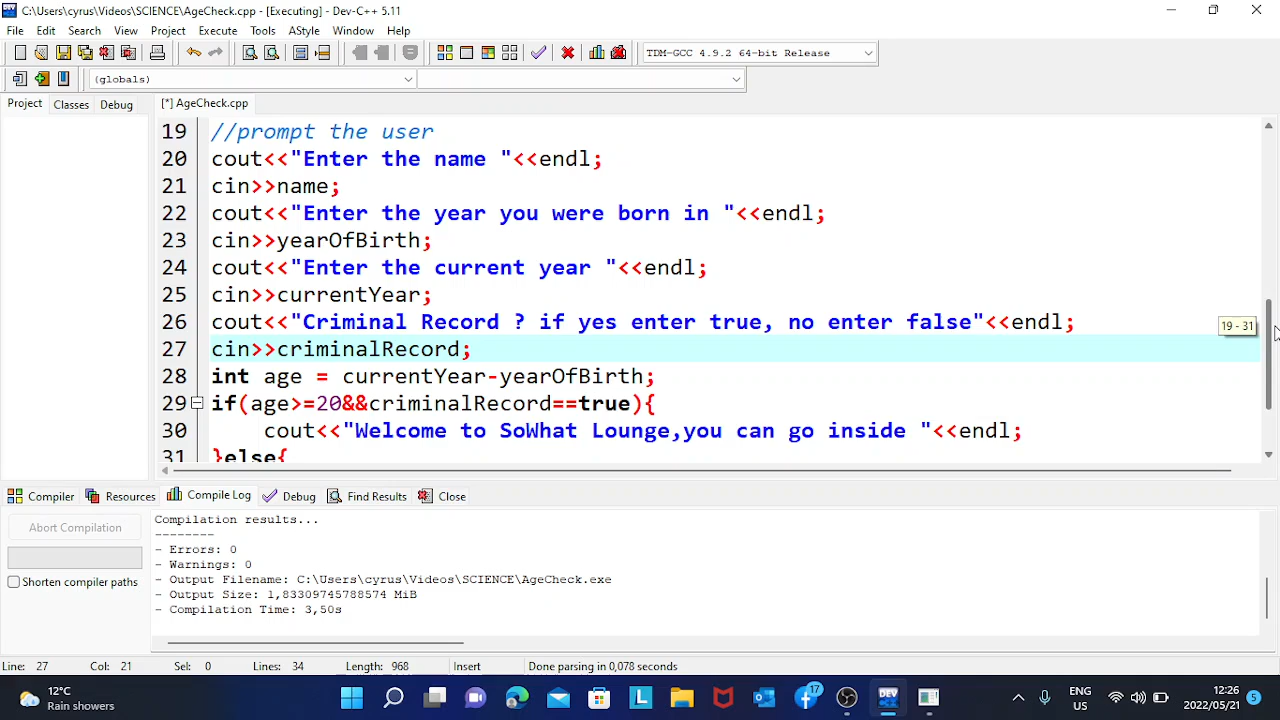 C:\Users\cyrus\Videos\SCIENCE\AgeCheck.cpp - [Executing] - Dev-C++ 5.11
File Edit Search View Project Execute Tools AStyle Window Help
TDM-GCC 4.9.2 64-bit Release
(globals)
Project Classes Debug [*] AgeCheck.cpp
19 //prompt the user
20 cout<<"Enter the name "<<endl;
21 cin>>name;
22 cout<<"Enter the year you were born in "<<endl;
23 cin>>yearOfBirth;
24 cout<<"Enter the current year "<<endl;
25 cin>>currentYear;
26 cout<<"Criminal Record ? if yes enter true, no enter false"<<endl;
19 - 31
27 cin>>criminalRecord;
28 int age = currentYear-yearOfBirth;
29 if(age>=20&&criminalRecord==true){
30 cout<<"Welcome to SoWhat Lounge,you can go inside "<<endl;
31 }else{
Compiler Resources Compile Log Debug Find Results Close
Abort Compilation
Shorten compiler paths
Compilation results...
--------
- Errors: 0
- Warnings: 0
- Output Filename: C:\Users\cyrus\Videos\SCIENCE\AgeCheck.exe
- Output Size: 1,83309745788574 MiB
- Compilation Time: 3,50s
Line: 27 Col: 21 Sel: 0 Lines: 34 Length: 968 Insert Done parsing in 0,078 seconds
12°C
Rain showers
L
17
DEV
ENG
US
12:26
2022/05/21
5